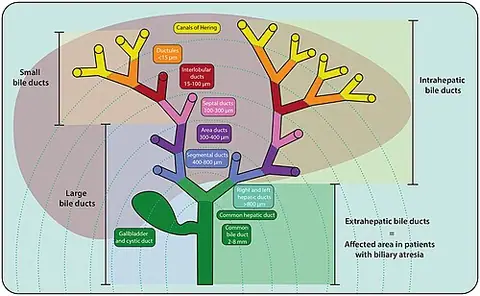 Canals of Hering
Ductules
<15 μm
Small
bile ducts
Interlobular
ducts
15-100 μm
Intrahepatic
bile ducts
Septal ducts
100-300 μm
Area ducts
300-400 μm
Segmental ducts
400-800 μm
Large
bile ducts
Right and left
hepatic ducts
>800 μm
Common hepatic duct
Gallbladder
and cystic duct
Common
bile duct
2-8 mm
Extrahepatic bile ducts
=
Affected area in patients
with biliary atresia